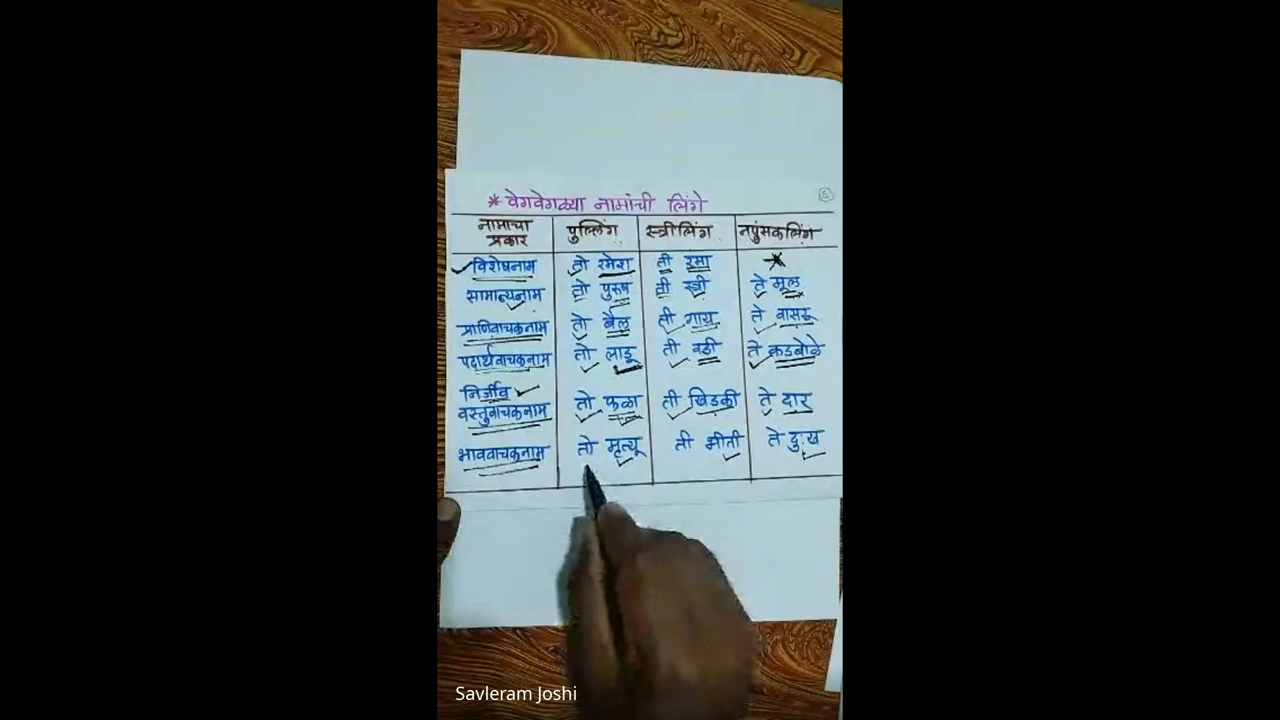 * वेगवेगळ्या नामांची लिंगे
नामाचा प्रकार पुल्लिंग स्त्रीलिंग नपुंसकलिंग
विशेषनाम तो रमेश ती रमा *
सामान्यनाम तो पुरुष ती स्त्री ते मूल
प्राणिवाचकनाम तो बैल ती गाय ते वासरू
पदार्थवाचकनाम तो लाडू ती वडी ते कडबोळे
निर्जीव
वस्तुवाचकनाम तो फळा ती खिडकी ते दार
भाववाचकनाम तो मृत्यू ती भीती ते दुःख
Savleram Joshi